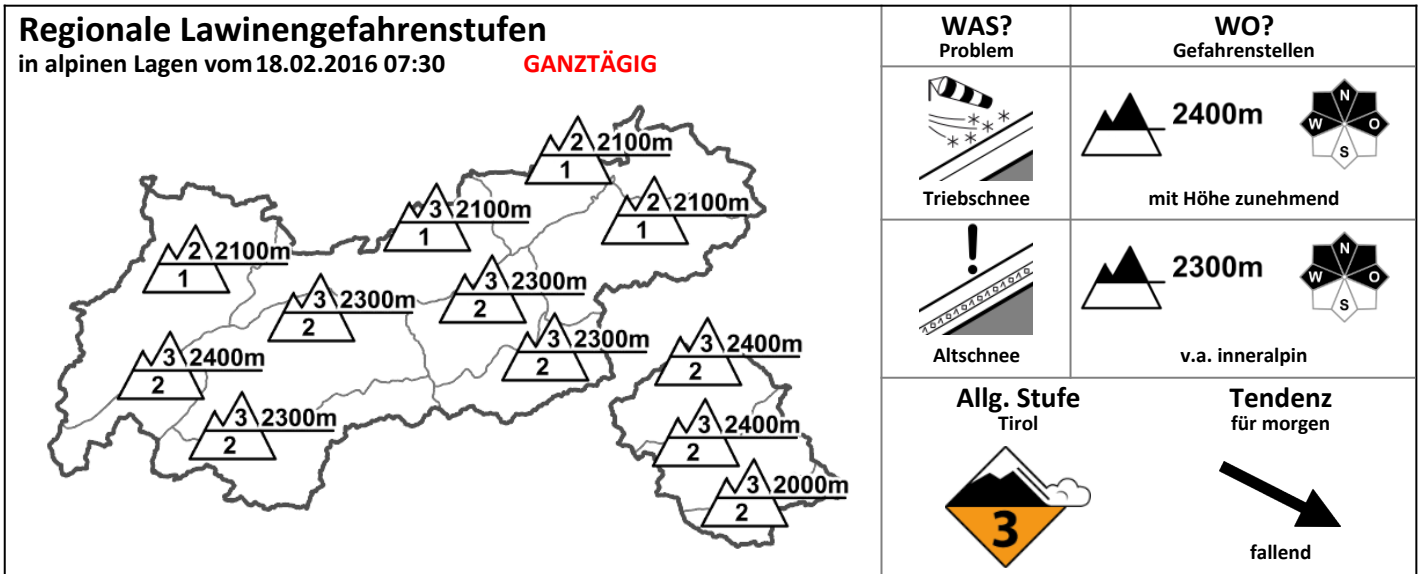 Regionale Lawinengefahrenstufen
in alpinen Lagen vom 18.02.2016 07:30 GANZTÄGIG
2 2100m
1
2 2100m
1
3 2100m
1
2 2100m
1
3 2300m
2
3 2300m
2
3 2300m
2
3 2400m
2
3 2400m
2
3 2300m
2
3 2400m
2
3 2000m
2
WAS?
Problem
WO?
Gefahrenstellen
Triebschnee
2400m
N
W O
S
mit Höhe zunehmend
Altschnee
2300m
N
W O
S
v.a. inneralpin
Allg. Stufe
Tirol
3
Tendenz
für morgen
fallend